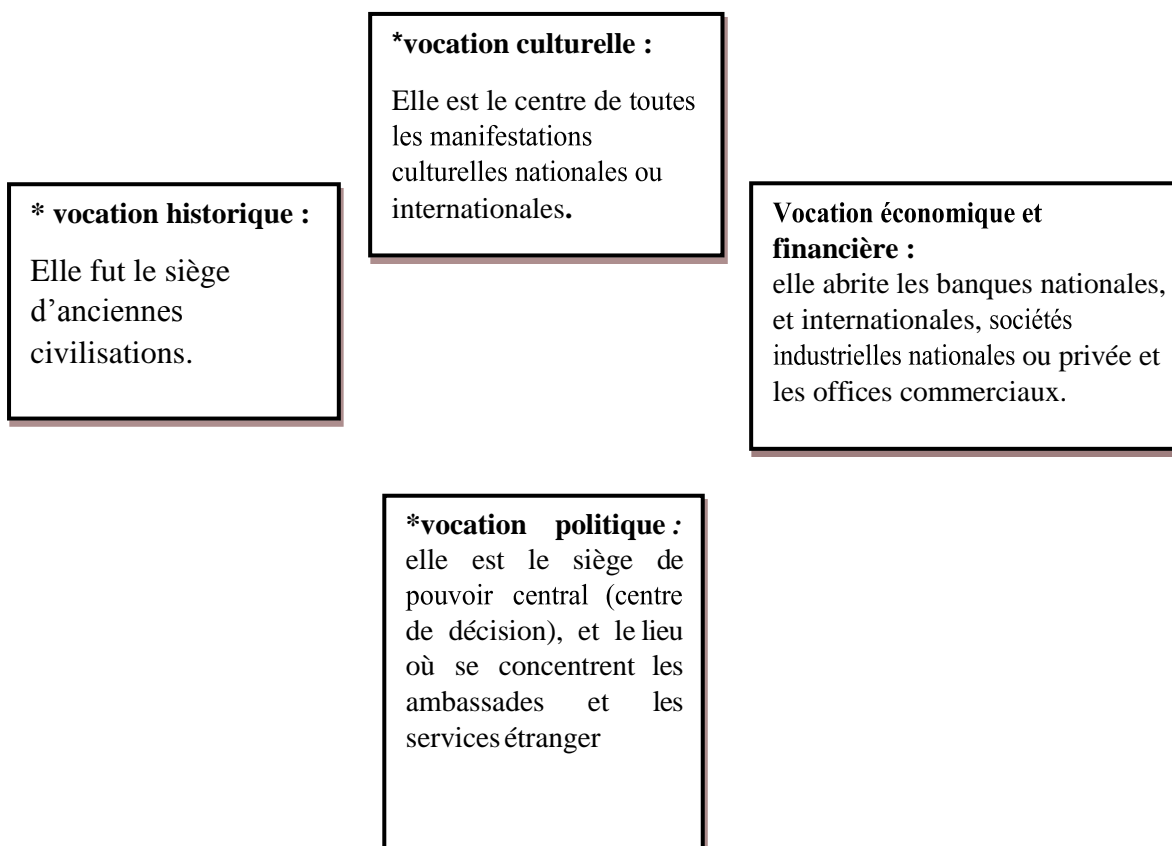 *vocation culturelle :
Elle est le centre de toutes
les manifestations
culturelles nationales ou
internationales.
* vocation historique :
Elle fut le siège
d’anciennes
civilisations.
Vocation économique et
financière :
elle abrite les banques nationales,
et internationales, sociétés
industrielles nationales ou privée et
les offices commerciaux.
*vocation politique :
elle est le siège de
pouvoir central (centre
de décision), et le lieu
où se concentrent les
ambassades et les
services étranger